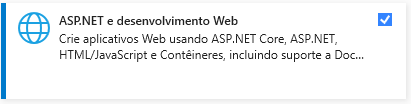 ASP.NET e desenvolvimento Web
Crie aplicativos Web usando ASP.NET Core, ASP.NET,
HTML/JavaScript e Contêineres, incluindo suporte a Doc...